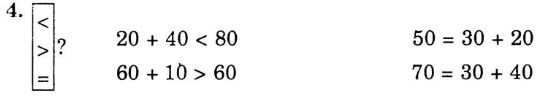 4. < > = ?
20 + 40 < 80
60 + 10 > 60
50 = 30 + 20
70 = 30 + 40